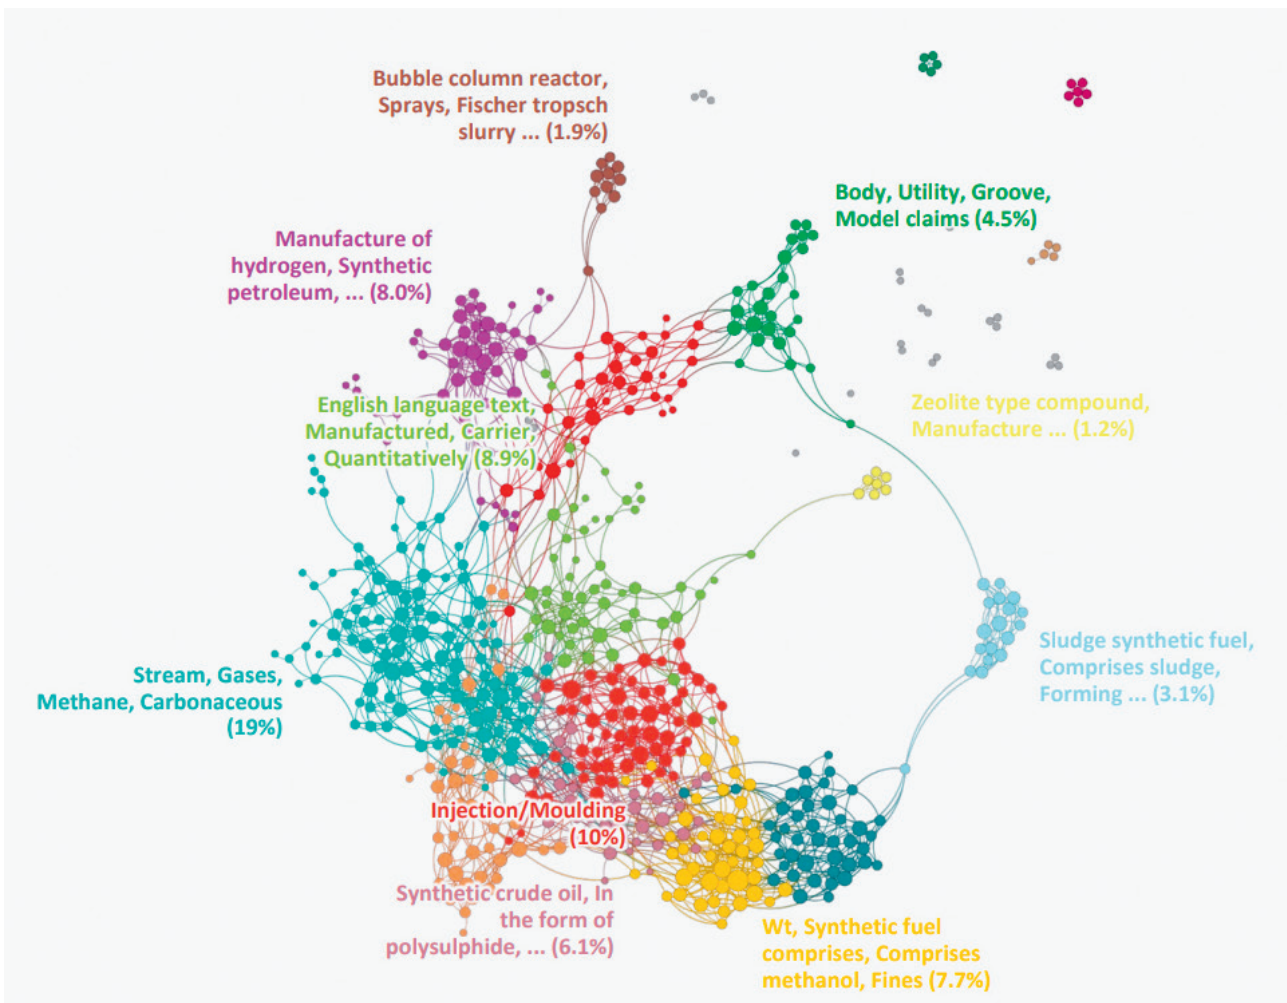 Bubble column reactor,
Sprays, Fischer tropsch
slurry ... (1.9%)
Body, Utility, Groove,
Model claims (4.5%)
Manufacture of
hydrogen, Synthetic
petroleum, ... (8.0%)
English language text,
Manufactured, Carrier,
Quantitatively (8.9%)
Zeolite type compound,
Manufacture ... (1.2%)
Stream, Gases,
Methane, Carbonaceous
(19%)
Sludge synthetic fuel,
Comprises sludge,
Forming ... (3.1%)
Injection/Moulding
(10%)
Synthetic crude oil, In
the form of
polysulphide, ... (6.1%)
Wt, Synthetic fuel
comprises, Comprises
methanol, Fines (7.7%)